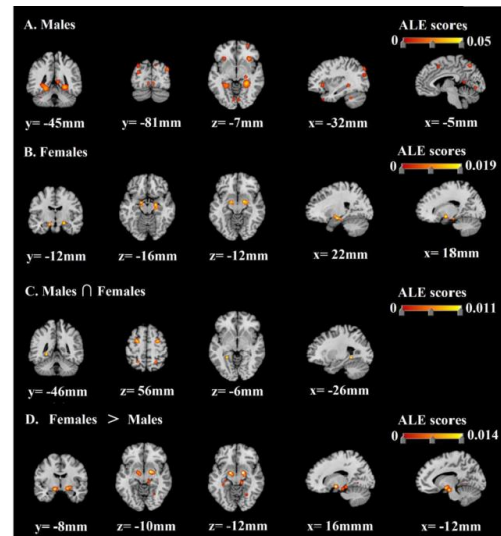 A. Males
ALE scores
0 0.05
y= -45mm y= -81mm z= -7mm x= -32mm x= -5mm
B. Females
ALE scores
0 0.019
y= -12mm z= -16mm z= -12mm x= 22mm x= 18mm
C. Males ∩ Females
ALE scores
0 0.011
y= -46mm z= 56mm z= -6mm x= -26mm
D. Females > Males
ALE scores
0 0.014
y= -8mm z= -10mm z= -12mm x= 16mmm x= -12mm